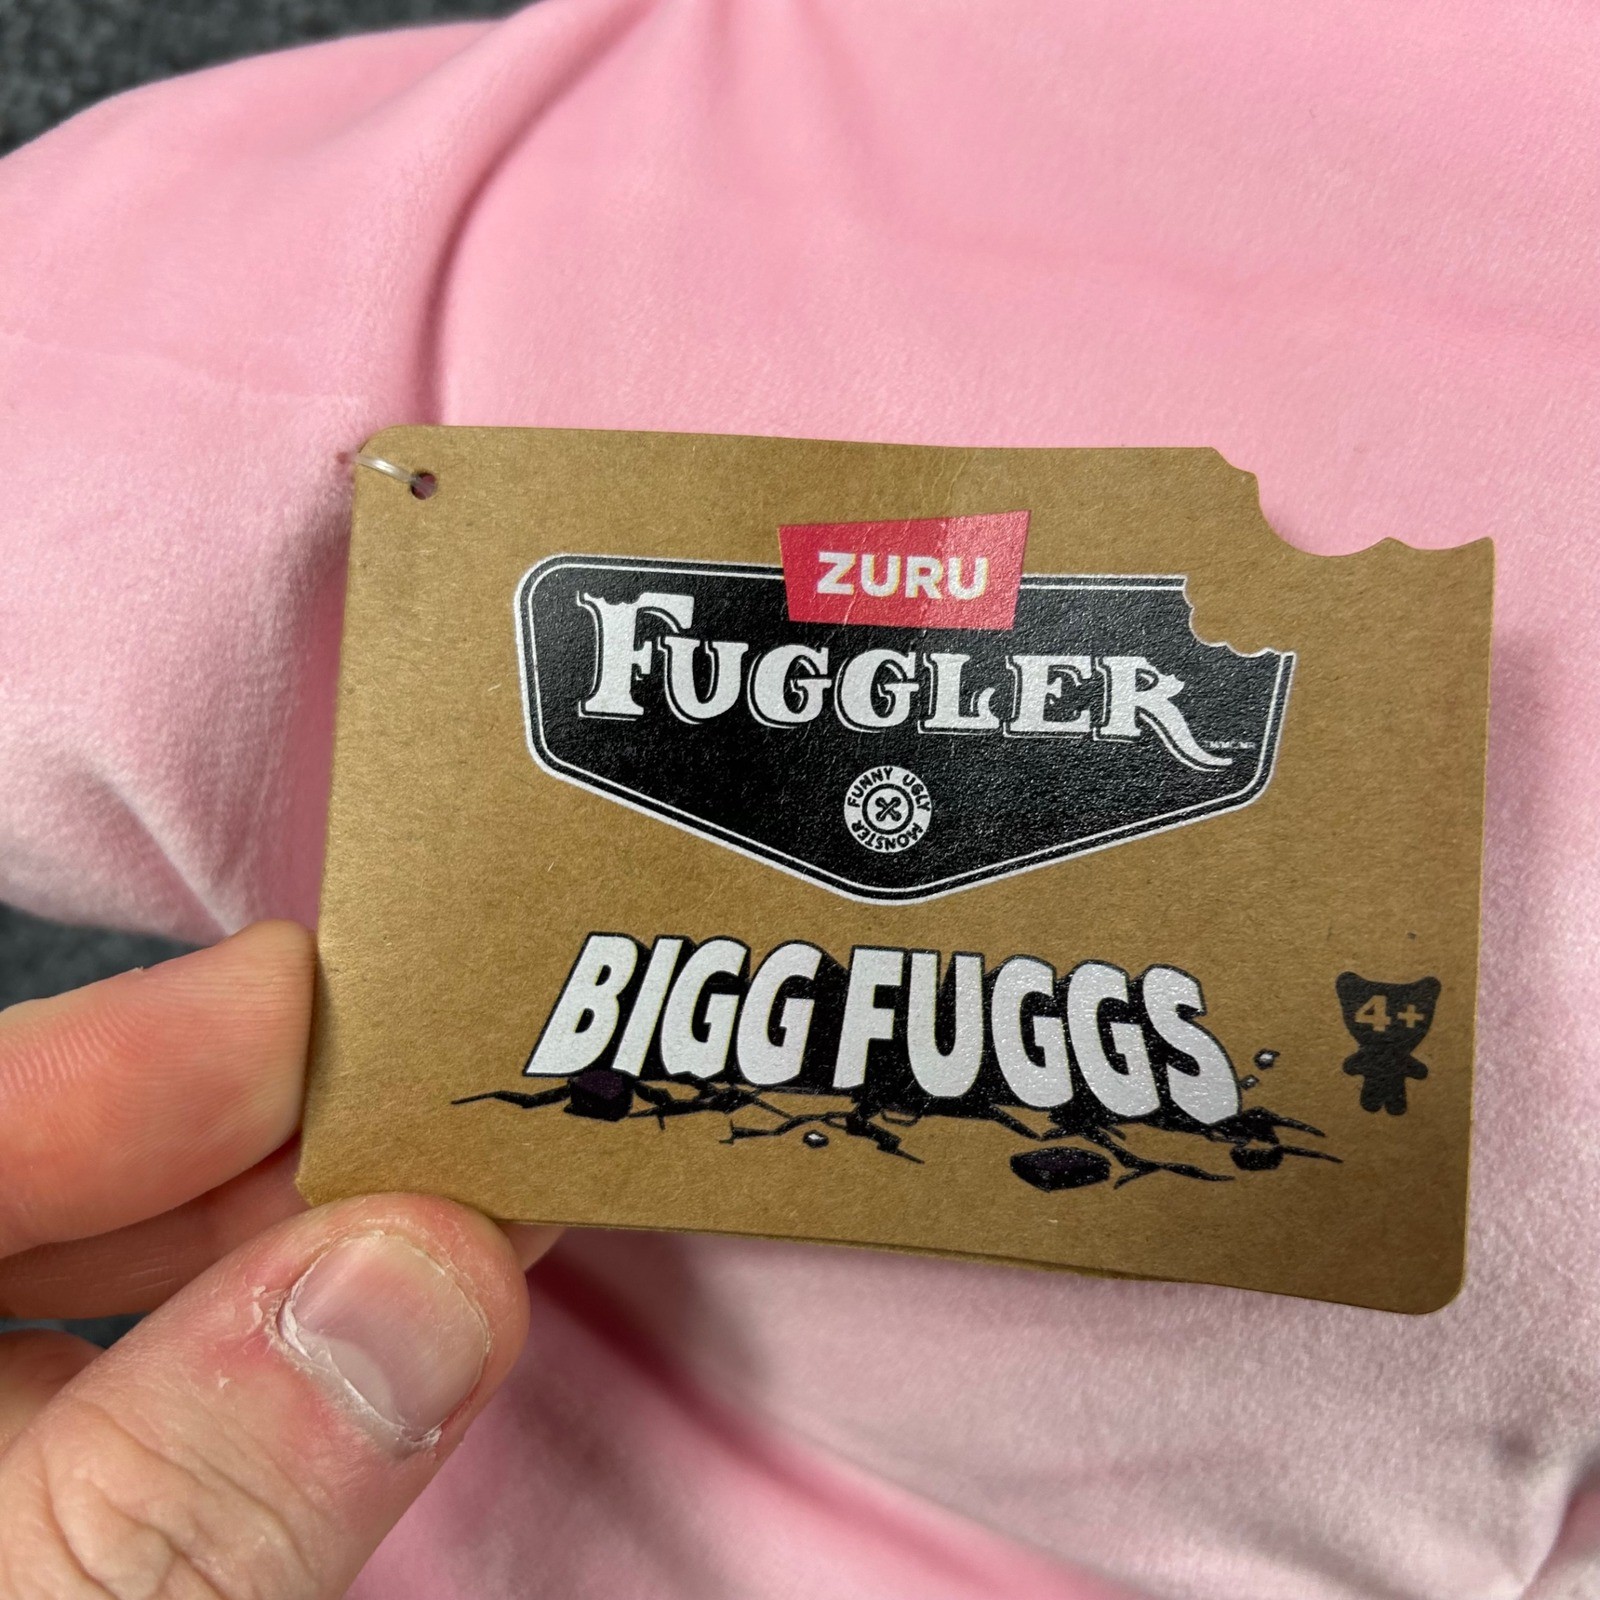 ZURU
FUGGLER
FUNNY UGLY MONSTER
BIGG FUGGS
4+